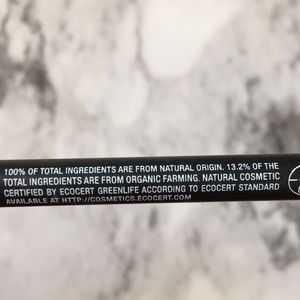 100% OF TOTAL INGREDIENTS ARE FROM NATURAL ORIGIN. 13.2% OF THE
TOTAL INGREDIENTS ARE FROM ORGANIC FARMING. NATURAL COSMETIC
CERTIFIED BY ECOCERT GREENLIFE ACCORDING TO ECOCERT STANDARD
AVAILABLE AT HTTP://COSMETICS.ECOCERT.COM